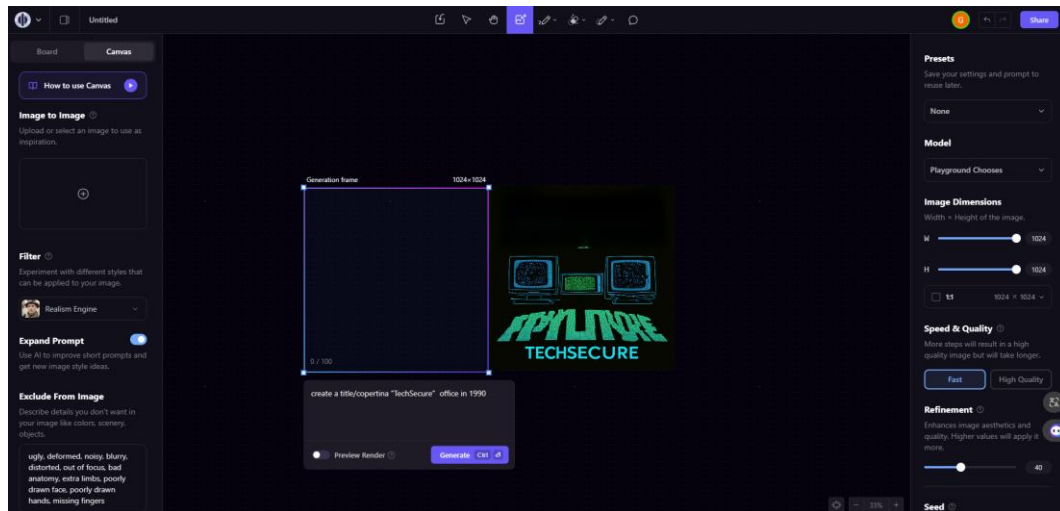 Untitled
G
Share
Board
Canvas
How to use Canvas
Image to Image
Upload or select an image to use as
inspiration.
Filter
Experiment with different styles that
can be applied to your image.
Realism Engine
Expand Prompt
Use AI to improve short prompts and
get new image style ideas.
Exclude From Image
Describe details you don't want in
your image like colors, scenery,
objects.
ugly, deformed, noisy, blurry,
distorted, out of focus, bad
anatomy, extra limbs, poorly
drawn face, poorly drawn
hands, missing fingers
Generation frame
1024×1024
0 / 100
TECHSECURE
create a title/copertina "TechSecure" office in 1990
Preview Render
Generate Ctrl
33%
Presets
Save your settings and prompt to
reuse later.
None
Model
Playground Chooses
Image Dimensions
Width × Height of the image.
W
1024
H
1024
1:1
1024 × 1024
Speed & Quality
More steps will result in a high
quality image but will take longer.
Fast
High Quality
Refinement
Enhances image aesthetics and
quality. Higher values will apply it
more.
40
Seed